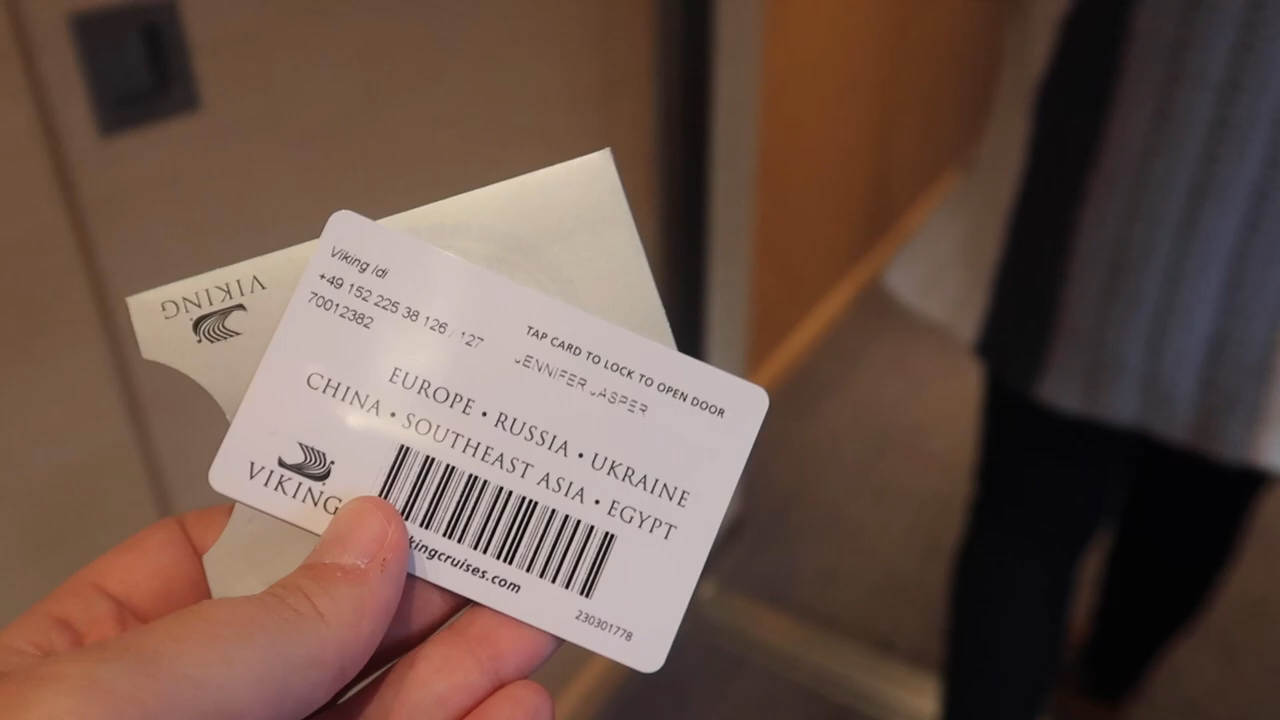 VIKING
Viking Idi
+49 152 225 38 126 / 127
70012382
TAP CARD TO LOCK TO OPEN DOOR
JENNIFER JASPER
EUROPE • RUSSIA • UKRAINE
CHINA • SOUTHEAST ASIA • EGYPT
VIKING
kingcruises.com
230301778